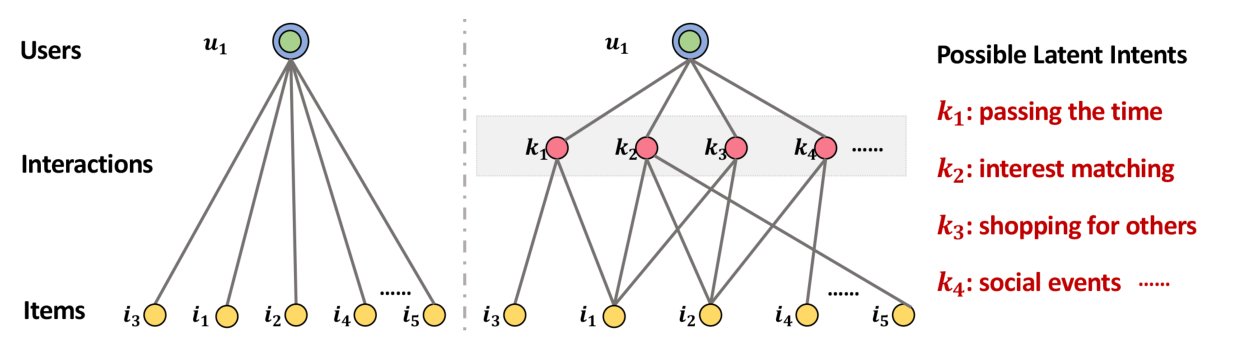 Users
u₁
u₁
Possible Latent Intents
k₁: passing the time
Interactions
k₁ k₂ k₃ k₄ ......
k₂: interest matching
k₃: shopping for others
k₄: social events ......
Items
i₃ i₁ i₂ i₄ ...... i₅
i₃ i₁ i₂ i₄ ...... i₅